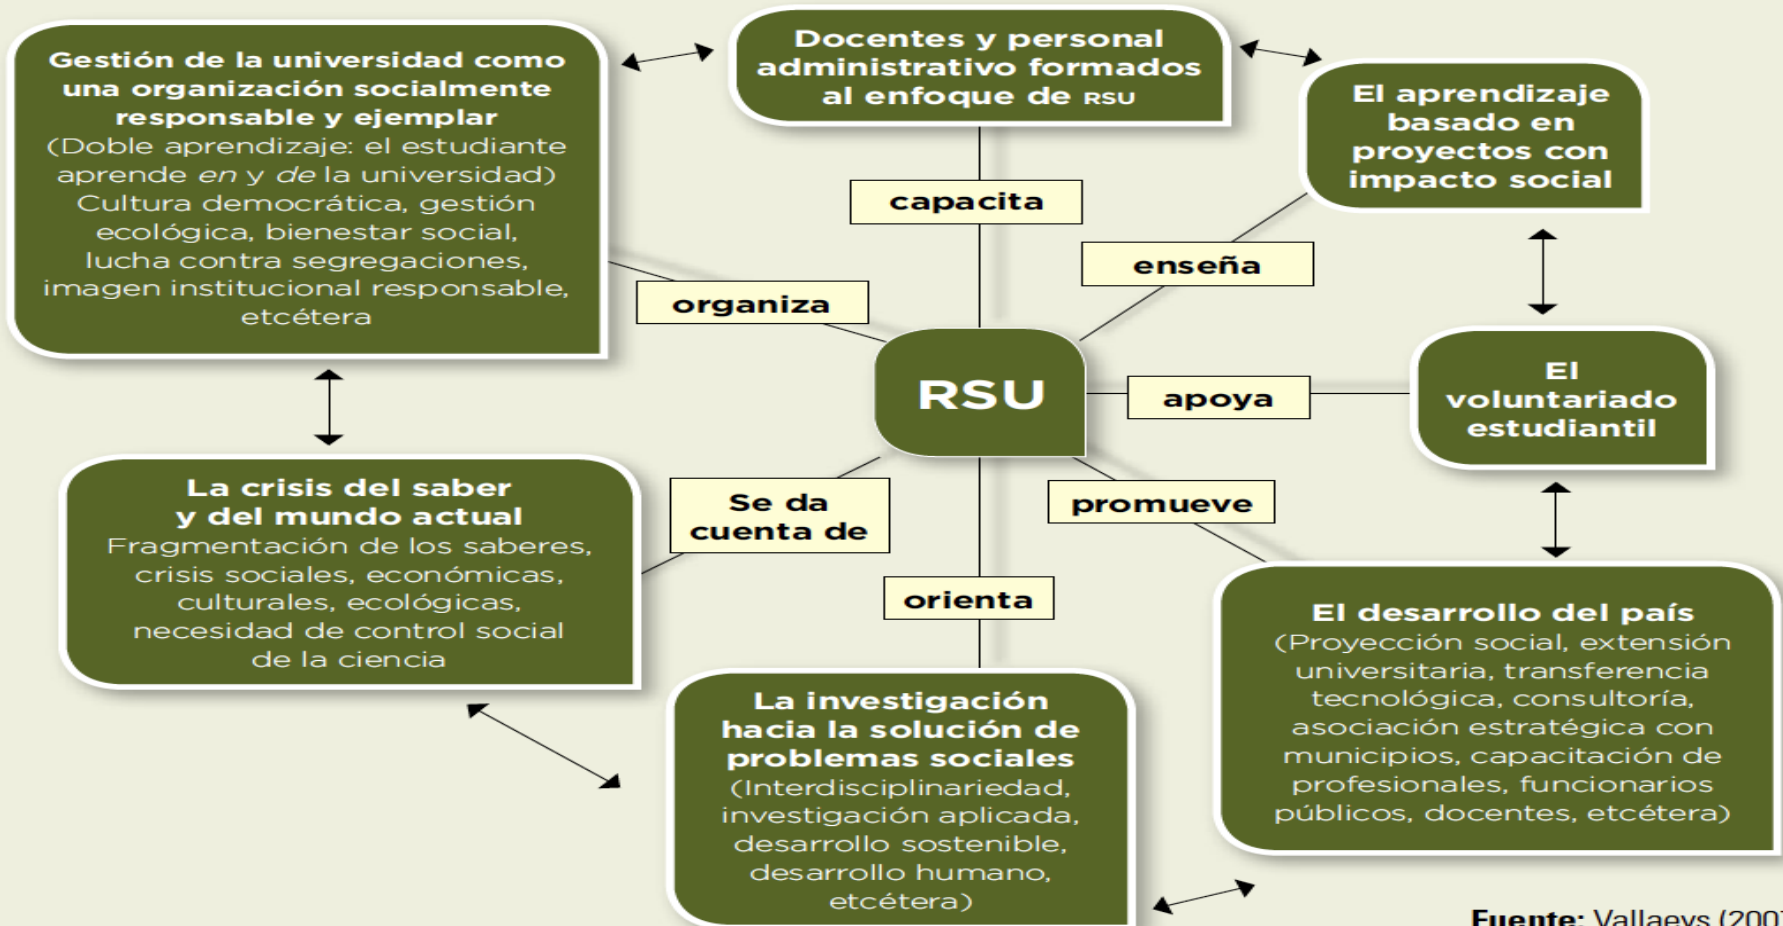 Gestión de la universidad como
una organización socialmente
responsable y ejemplar
(Doble aprendizaje: el estudiante
aprende en y de la universidad)
Cultura democrática, gestión
ecológica, bienestar social,
lucha contra segregaciones,
imagen institucional responsable,
etcétera
Docentes y personal
administrativo formados
al enfoque de RSU
El aprendizaje
basado en
proyectos con
impacto social
capacita
enseña
organiza
RSU
apoya
El
voluntariado
estudiantil
Se da
cuenta de
promueve
orienta
La crisis del saber
y del mundo actual
Fragmentación de los saberes,
crisis sociales, económicas,
culturales, ecológicas,
necesidad de control social
de la ciencia
La investigación
hacia la solución de
problemas sociales
(Interdisciplinariedad,
investigación aplicada,
desarrollo sostenible,
desarrollo humano,
etcétera)
El desarrollo del país
(Proyección social, extensión
universitaria, transferencia
tecnológica, consultoría,
asociación estratégica con
municipios, capacitación de
profesionales, funcionarios
públicos, docentes, etcétera)
Fuente: Vallaeys